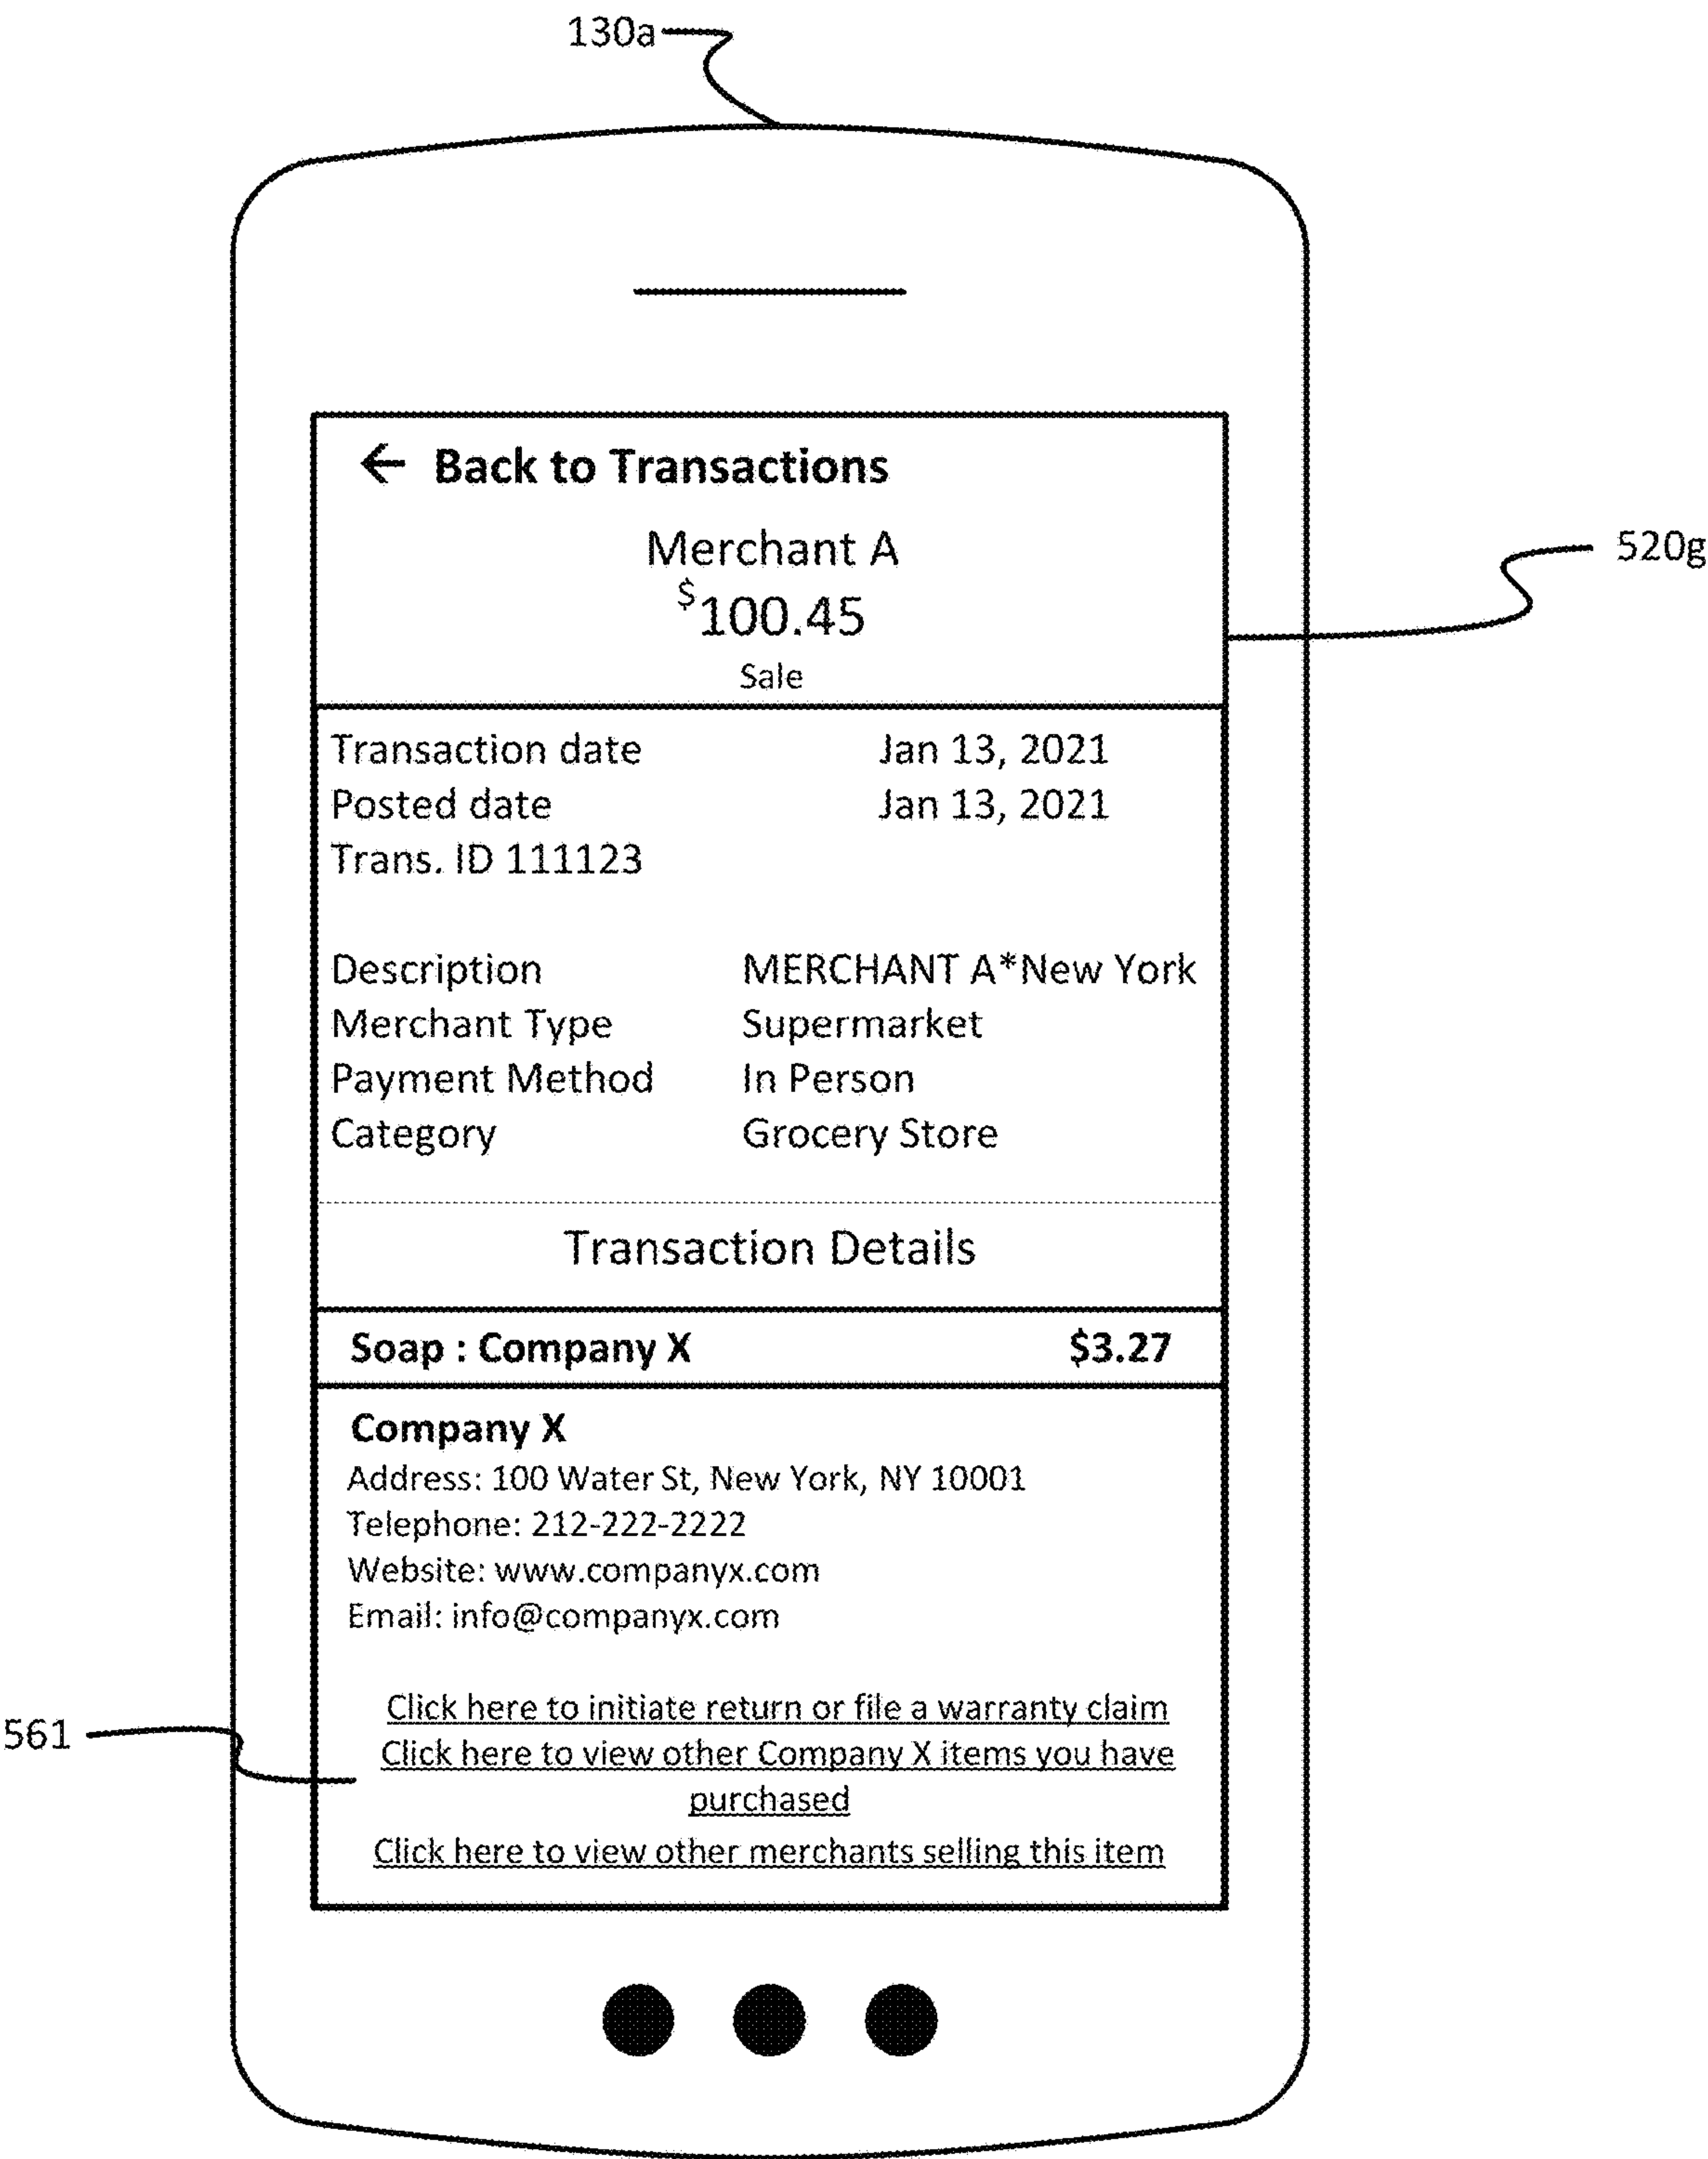 130a
← Back to Transactions
Merchant A
520g
$100.45
Sale
Transaction date Jan 13, 2021
Posted date Jan 13, 2021
Trans. ID 111123
Description MERCHANT A*New York
Merchant Type Supermarket
Payment Method In Person
Category Grocery Store
Transaction Details
Soap : Company X $3.27
Company X
Address: 100 Water St, New York, NY 10001
Telephone: 212-222-2222
Website: www.companyx.com
Email: info@companyx.com
Click here to initiate return or file a warranty claim
561
Click here to view other Company X items you have
purchased
Click here to view other merchants selling this item